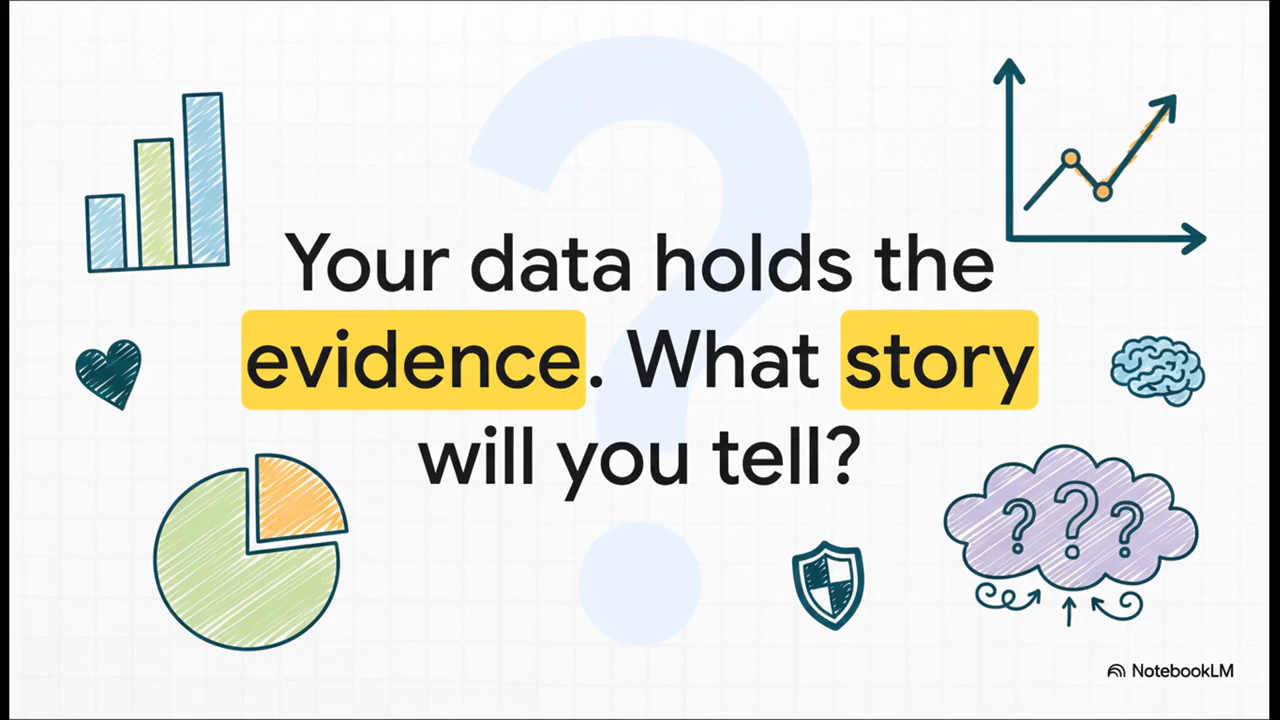 Your data holds the
evidence. What story
will you tell?
? ? ?
NotebookLM